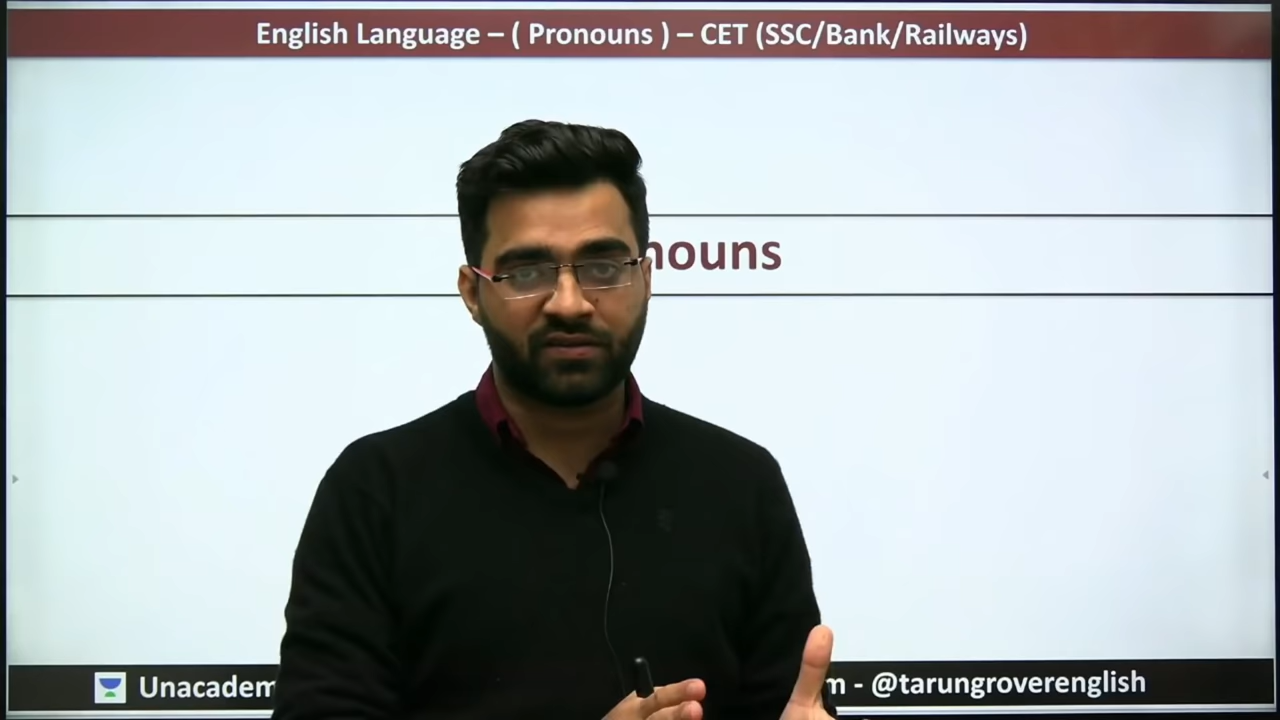 English Language – ( Pronouns ) – CET (SSC/Bank/Railways)
nouns
Unacadem
m - @tarungroverenglish